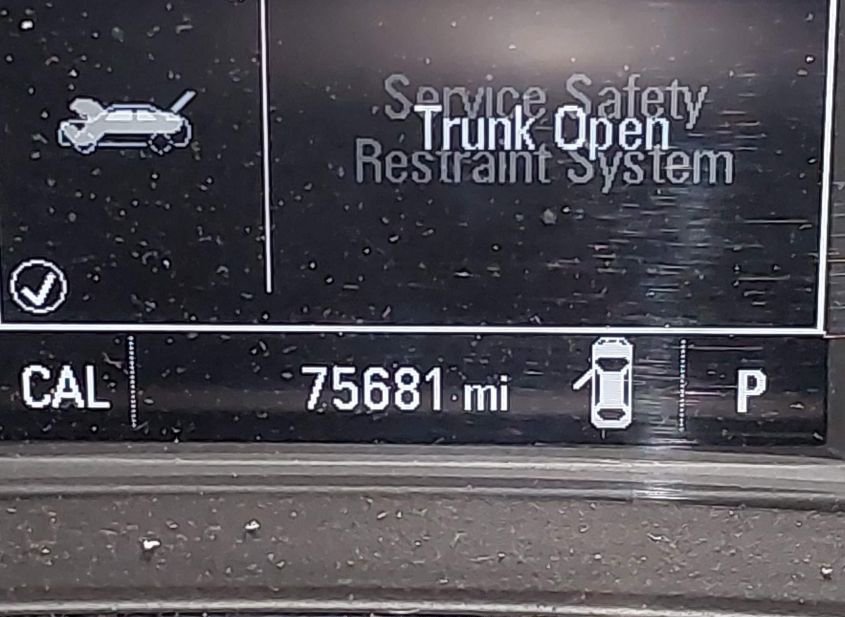 Service Safety
Trunk Open
Restraint System
CAL 75681 mi P